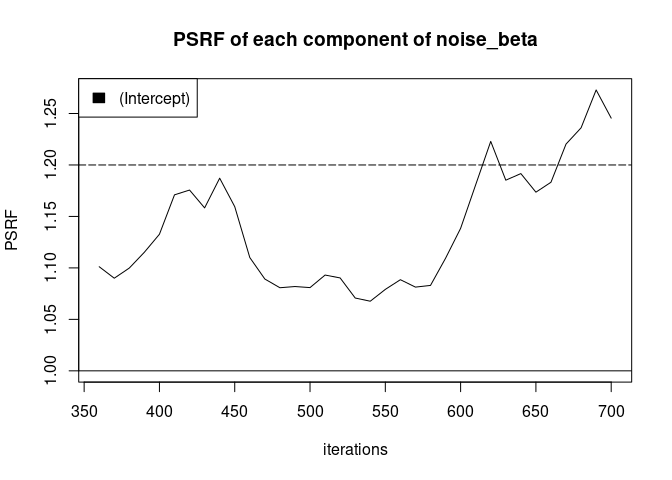 PSRF of each component of noise_beta
(Intercept)
PSRF
1.25
1.20
1.15
1.10
1.05
1.00
350 400 450 500 550 600 650 700
iterations